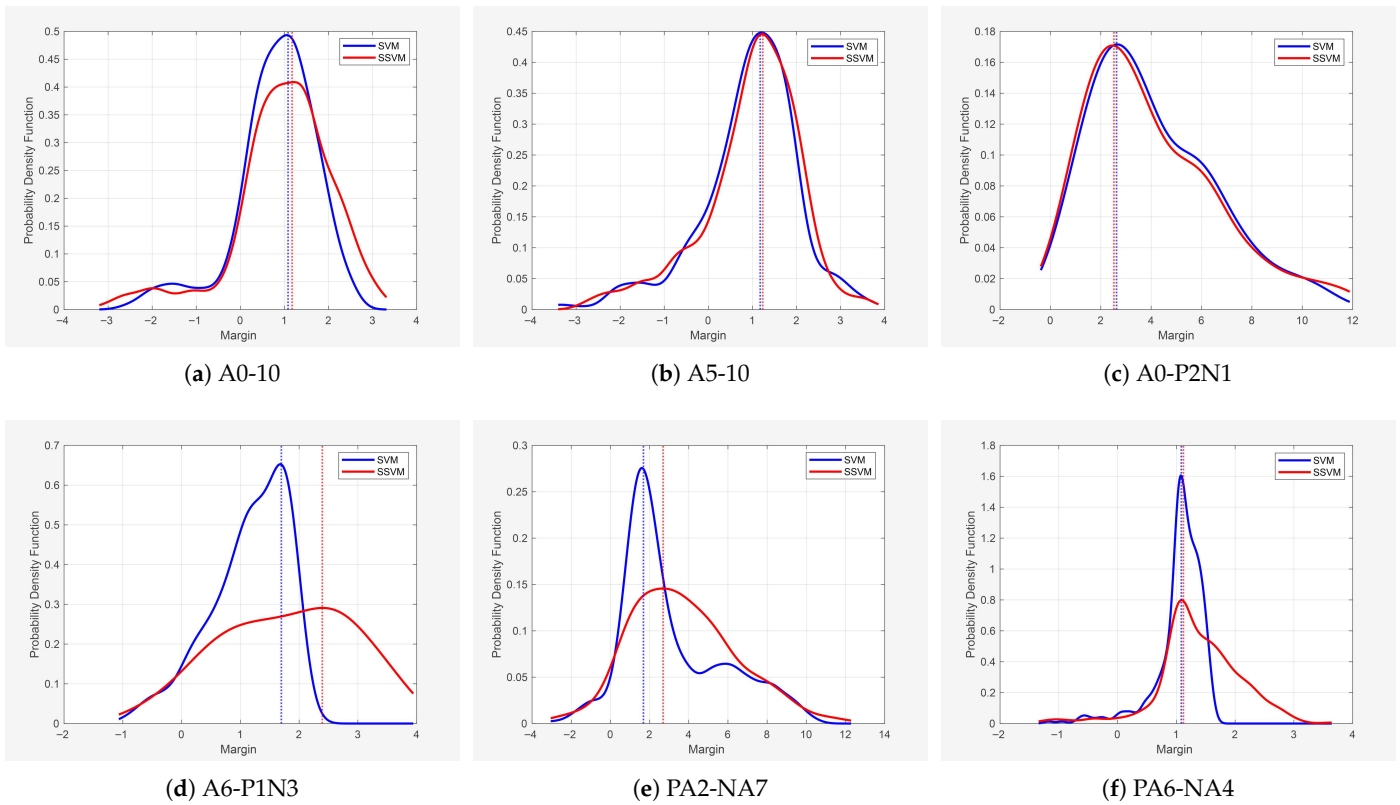 0.5
0.45
0.4
0.35
0.3
0.25
0.2
0.15
0.1
0.05
0
-4 -3 -2 -1 0 1 2 3 4
Probability Density Function
Margin
SVM
SSVM
(a) A0-10
0.45
0.4
0.35
0.3
0.25
0.2
0.15
0.1
0.05
0
-4 -3 -2 -1 0 1 2 3 4
Probability Density Function
Margin
SVM
SSVM
(b) A5-10
0.18
0.16
0.14
0.12
0.1
0.08
0.06
0.04
0.02
0
-2 0 2 4 6 8 10 12
Probability Density Function
Margin
SVM
SSVM
(c) A0-P2N1
0.7
0.6
0.5
0.4
0.3
0.2
0.1
0
-2 -1 0 1 2 3 4
Probability Density Function
Margin
SVM
SSVM
(d) A6-P1N3
0.3
0.25
0.2
0.15
0.1
0.05
0
-4 -2 0 2 4 6 8 10 12 14
Probability Density Function
Margin
SVM
SSVM
(e) PA2-NA7
1.8
1.6
1.4
1.2
1
0.8
0.6
0.4
0.2
0
-2 -1 0 1 2 3 4
Probability Density Function
Margin
SVM
SSVM
(f) PA6-NA4